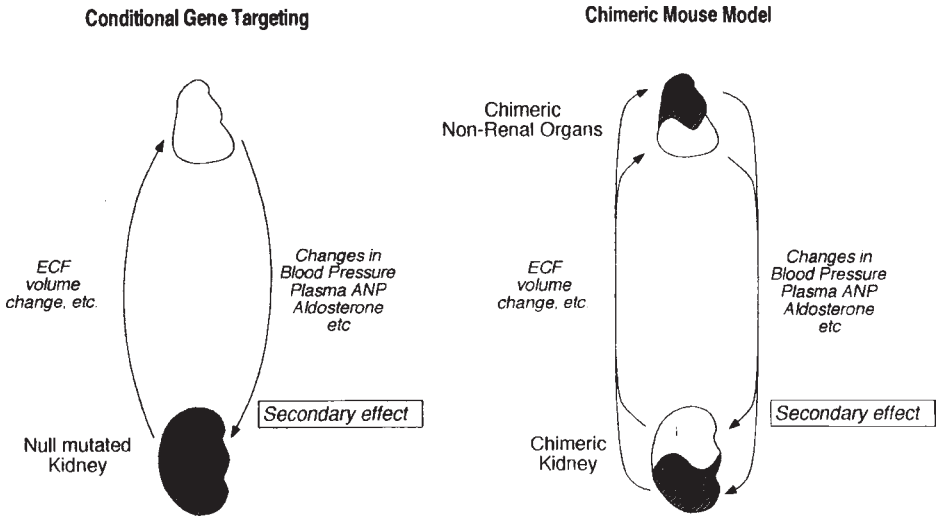 Conditional Gene Targeting
ECF
volume
change, etc.
Changes in
Blood Pressure
Plasma ANP
Aldosterone
etc
Secondary effect
Null mutated
Kidney
Chimeric Mouse Model
Chimeric
Non-Renal Organs
ECF
volume
change, etc.
Changes in
Blood Pressure
Plasma ANP
Aldosterone
etc
Secondary effect
Chimeric
Kidney